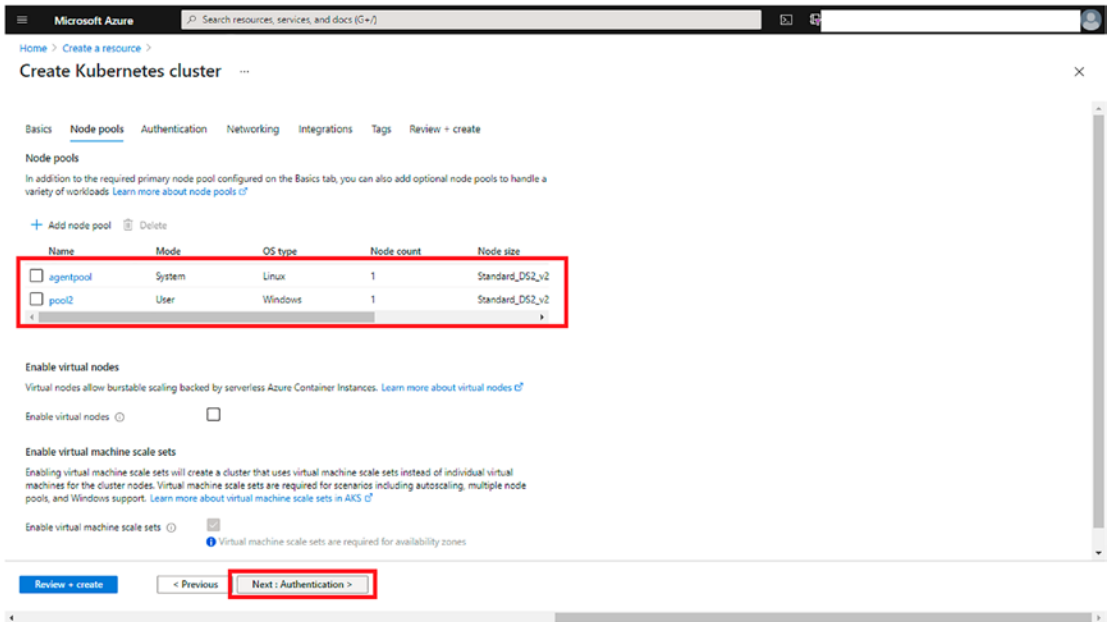 Microsoft Azure
Search resources, services, and docs (G+/)
Home > Create a resource >
Create Kubernetes cluster ...
Basics Node pools Authentication Networking Integrations Tags Review + create
Node pools
In addition to the required primary node pool configured on the Basics tab, you can also add optional node pools to handle a
variety of workloads Learn more about node pools
+ Add node pool Delete
Name Mode OS type Node count Node size
agentpool System Linux 1 Standard_DS2_v2
pool2 User Windows 1 Standard_DS2_v2
Enable virtual nodes
Virtual nodes allow burstable scaling backed by serverless Azure Container Instances. Learn more about virtual nodes
Enable virtual nodes
Enable virtual machine scale sets
Enabling virtual machine scale sets will create a cluster that uses virtual machine scale sets instead of individual virtual
machines for the cluster nodes. Virtual machine scale sets are required for scenarios including autoscaling, multiple node
pools, and Windows support. Learn more about virtual machine scale sets in AKS
Enable virtual machine scale sets
Virtual machine scale sets are required for availability zones
Review + create < Previous Next : Authentication >